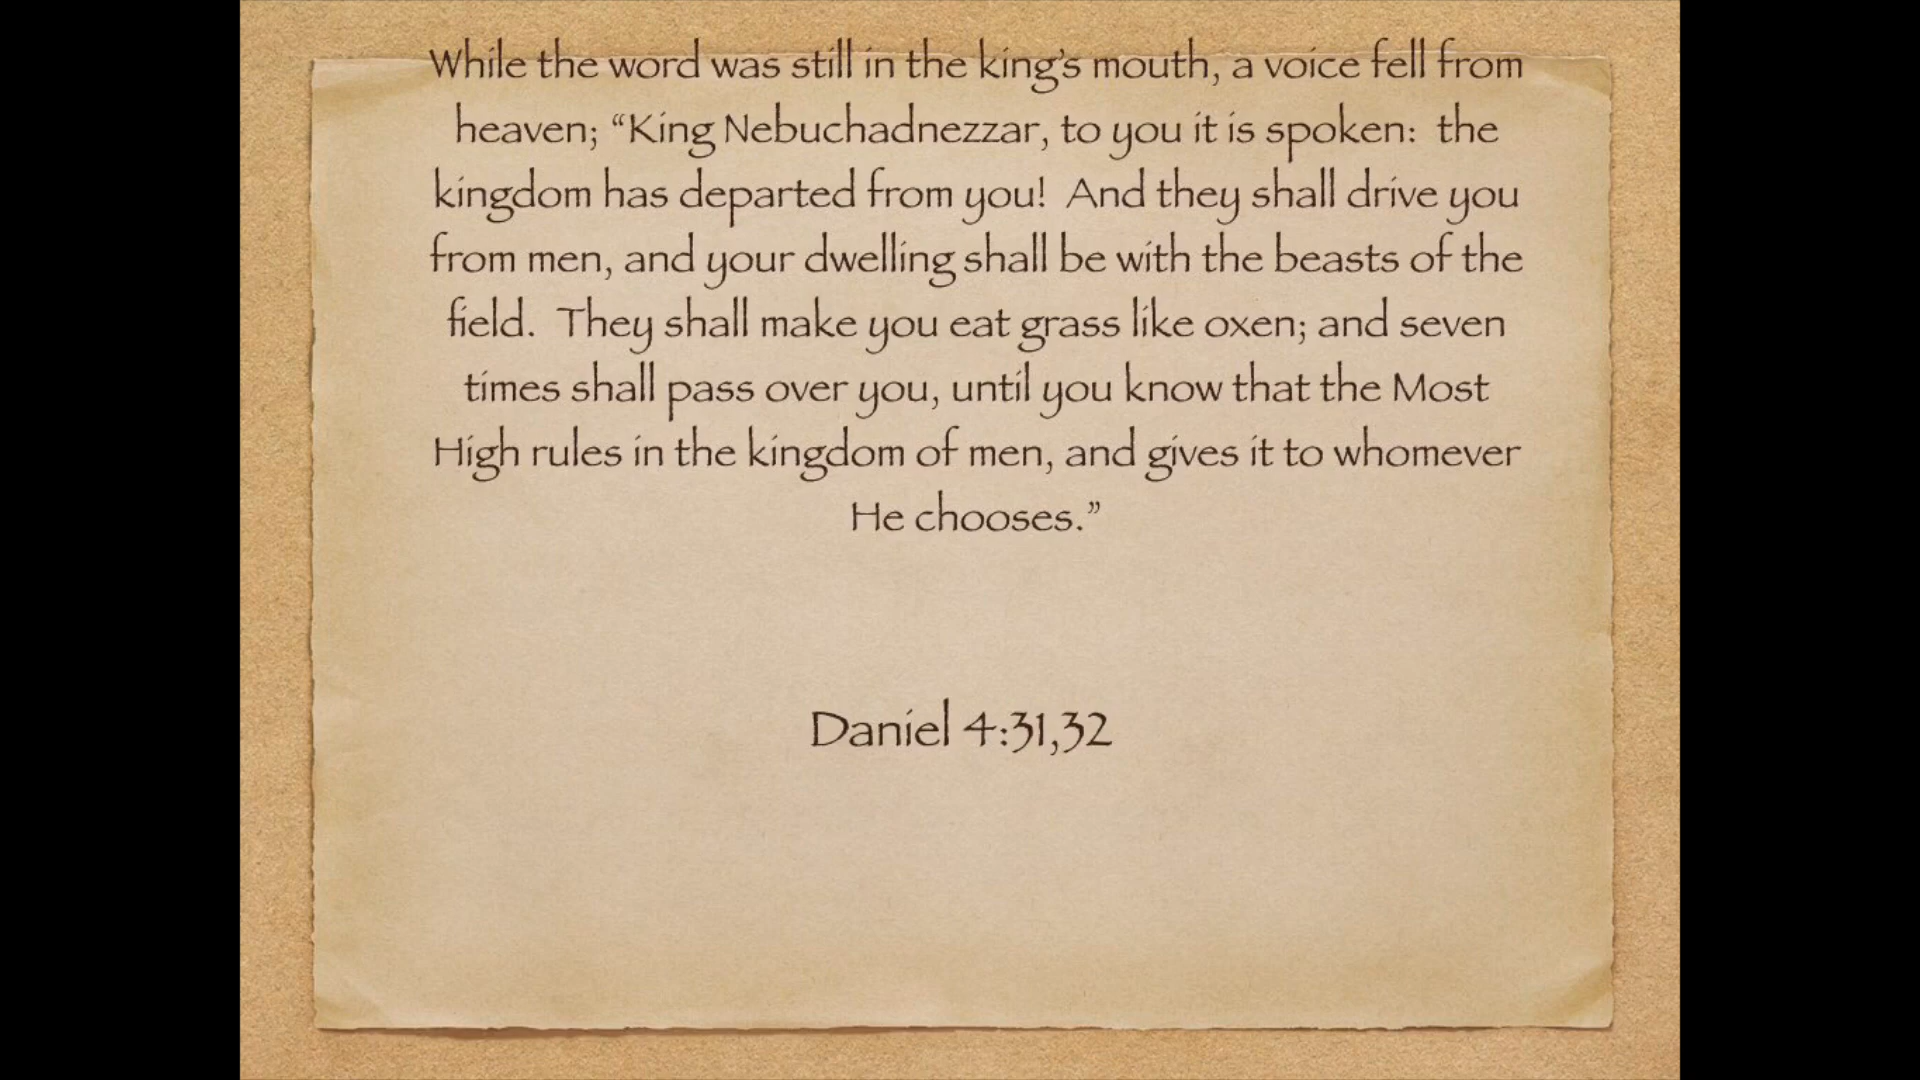 While the word was still in the king's mouth, a voice fell from
heaven; “King Nebuchadnezzar, to you it is spoken:  the
kingdom has departed from you!  And they shall drive you
from men, and your dwelling shall be with the beasts of the
field.  They shall make you eat grass like oxen; and seven
times shall pass over you, until you know that the Most
High rules in the kingdom of men, and gives it to whomever
He chooses.”
Daniel 4:31,32